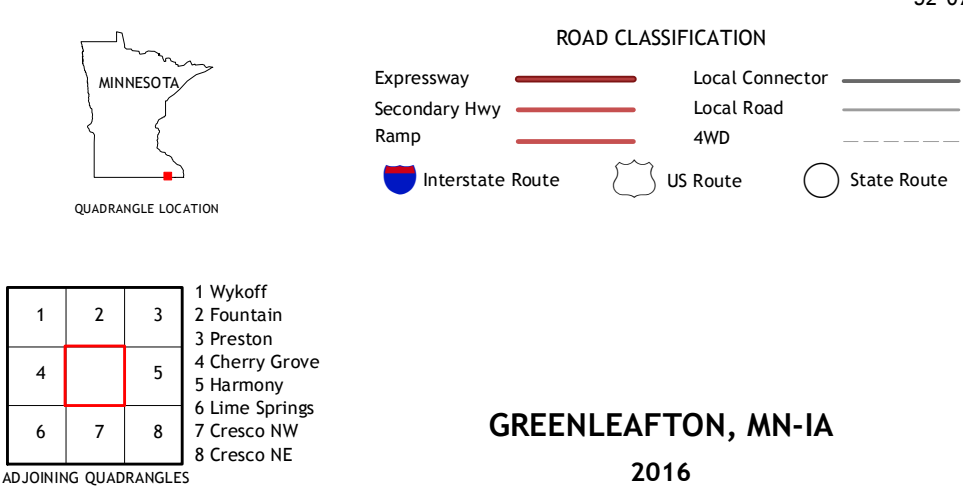 ROAD CLASSIFICATION
MINNESOTA
QUADRANGLE LOCATION
Expressway
Local Connector
Secondary Hwy
Local Road
Ramp
4WD
Interstate Route
US Route
State Route
1 2 3
4 5
6 7 8
1 Wykoff
2 Fountain
3 Preston
4 Cherry Grove
5 Harmony
6 Lime Springs
7 Cresco NW
8 Cresco NE
ADJOINING QUADRANGLES
GREENLEAFTON, MN-IA
2016